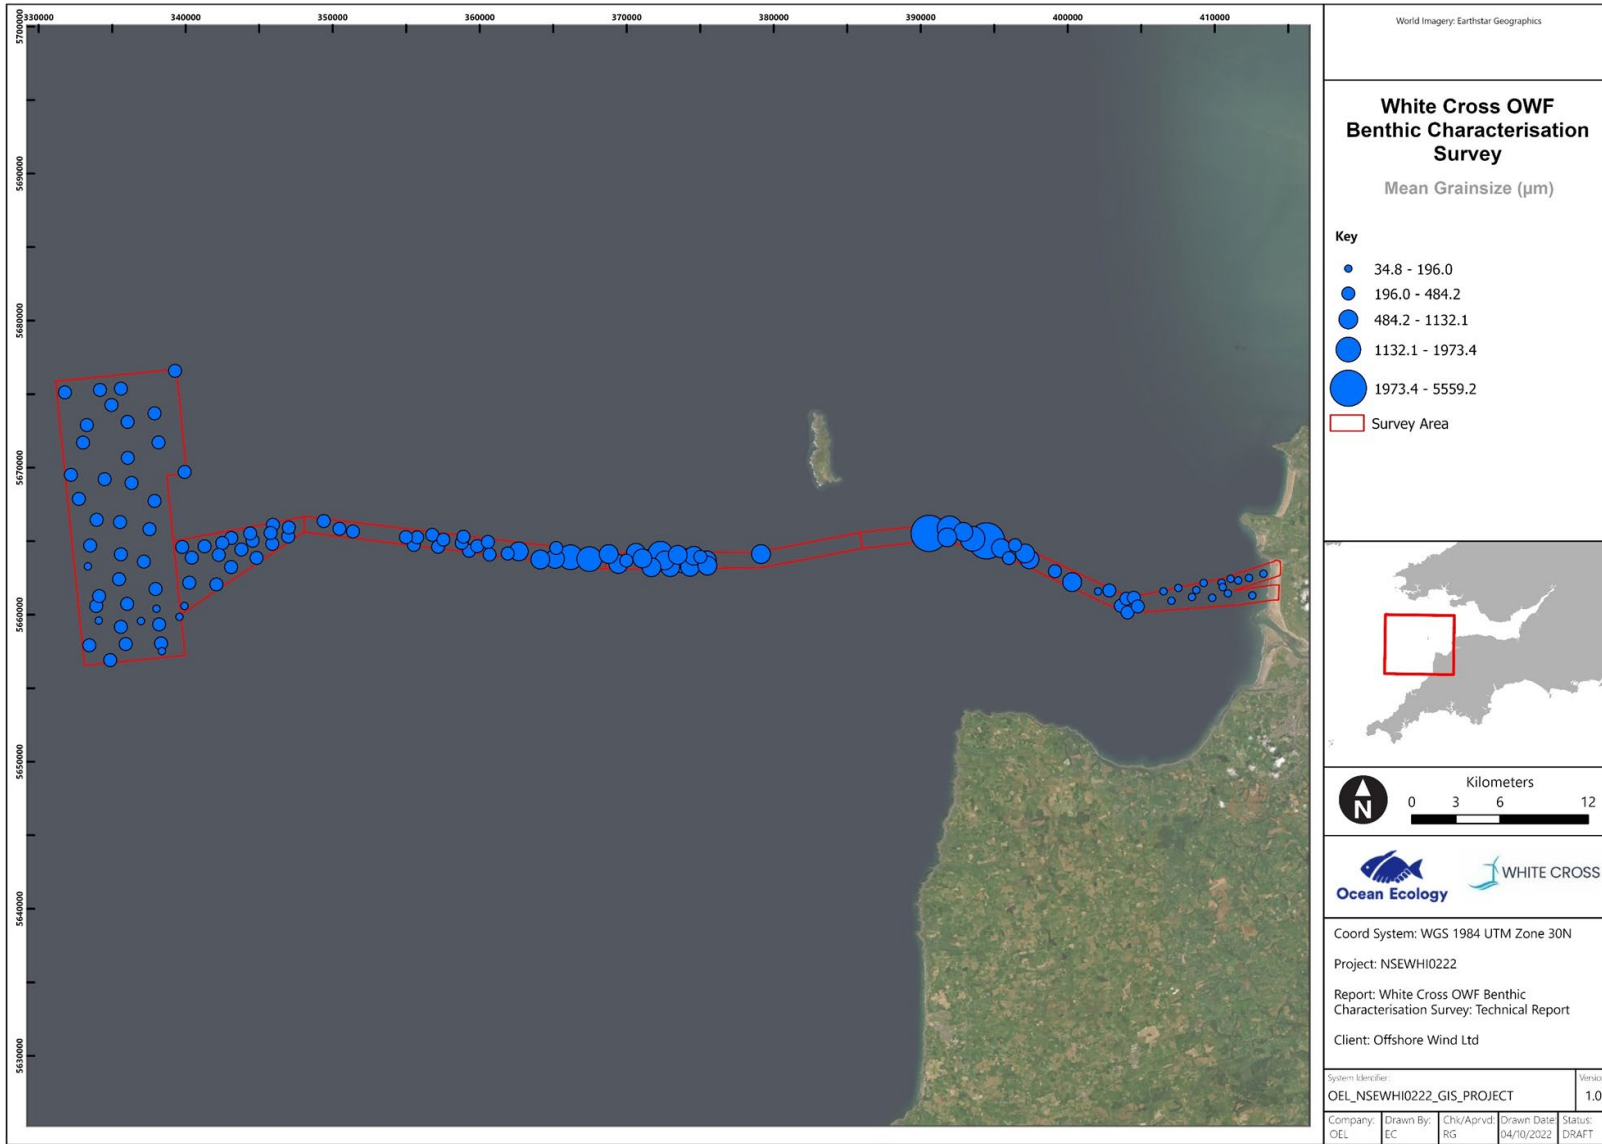 330000 340000 350000 360000 370000 380000 390000 400000 410000
5700000
5690000
5680000
5670000
5660000
5650000
5640000
5630000
World Imagery: Earthstar Geographics
White Cross OWF
Benthic Characterisation
Survey
Mean Grainsize (µm)
Key
34.8 - 196.0
196.0 - 484.2
484.2 - 1132.1
1132.1 - 1973.4
1973.4 - 5559.2
Survey Area
N
Kilometers
0 3 6 12
Ocean Ecology
WHITE CROSS
Coord System: WGS 1984 UTM Zone 30N
Project: NSEWHI0222
Report: White Cross OWF Benthic
Characterisation Survey: Technical Report
Client: Offshore Wind Ltd
System Identifier: Versio
OEL_NSEWHI0222_GIS_PROJECT 1.0
Company: Drawn By: Chk/Aprvd: Drawn Date: Status:
OEL EC RG 04/10/2022 DRAFT